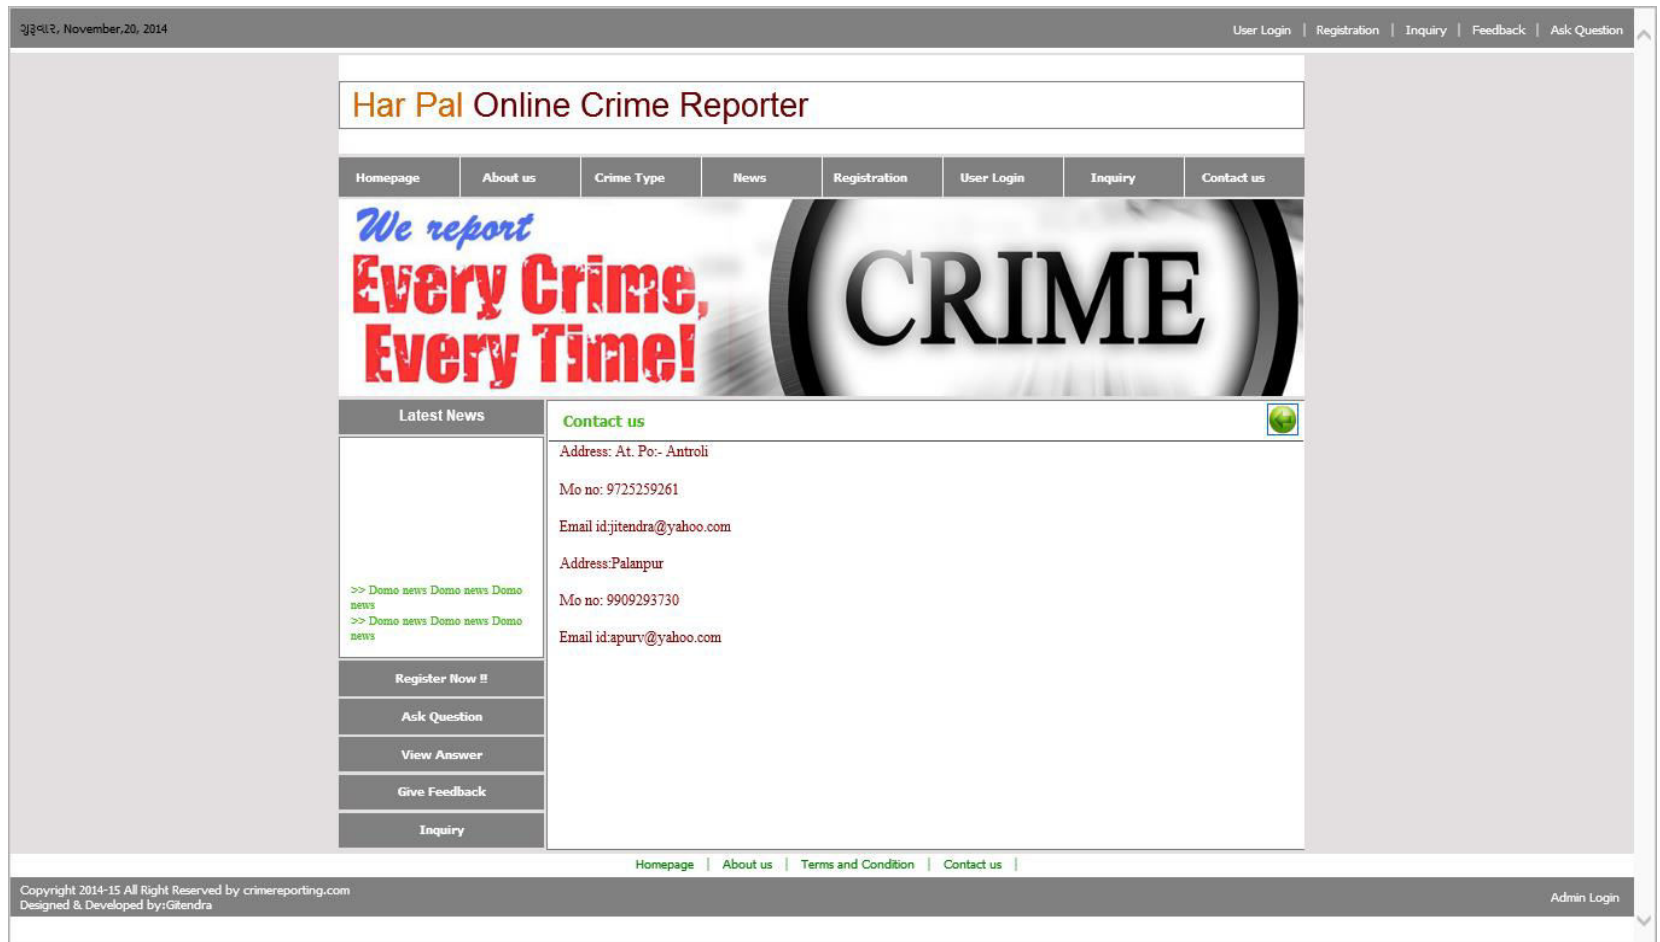 ગુરૂવાર, November,20, 2014
User Login | Registration | Inquiry | Feedback | Ask Question
Har Pal Online Crime Reporter
Homepage About us Crime Type News Registration User Login Inquiry Contact us
We report
Every Crime,
Every Time!
CRIME
Latest News
>> Domo news Domo news Domo
news
>> Domo news Domo news Domo
news
Register Now !!
Ask Question
View Answer
Give Feedback
Inquiry
Contact us
Address: At. Po:- Antroli
Mo no: 9725259261
Email id:jitendra@yahoo.com
Address:Palanpur
Mo no: 9909293730
Email id:apurv@yahoo.com
Homepage | About us | Terms and Condition | Contact us |
Copyright 2014-15 All Right Reserved by crimereporting.com
Designed & Developed by:Gitendra
Admin Login